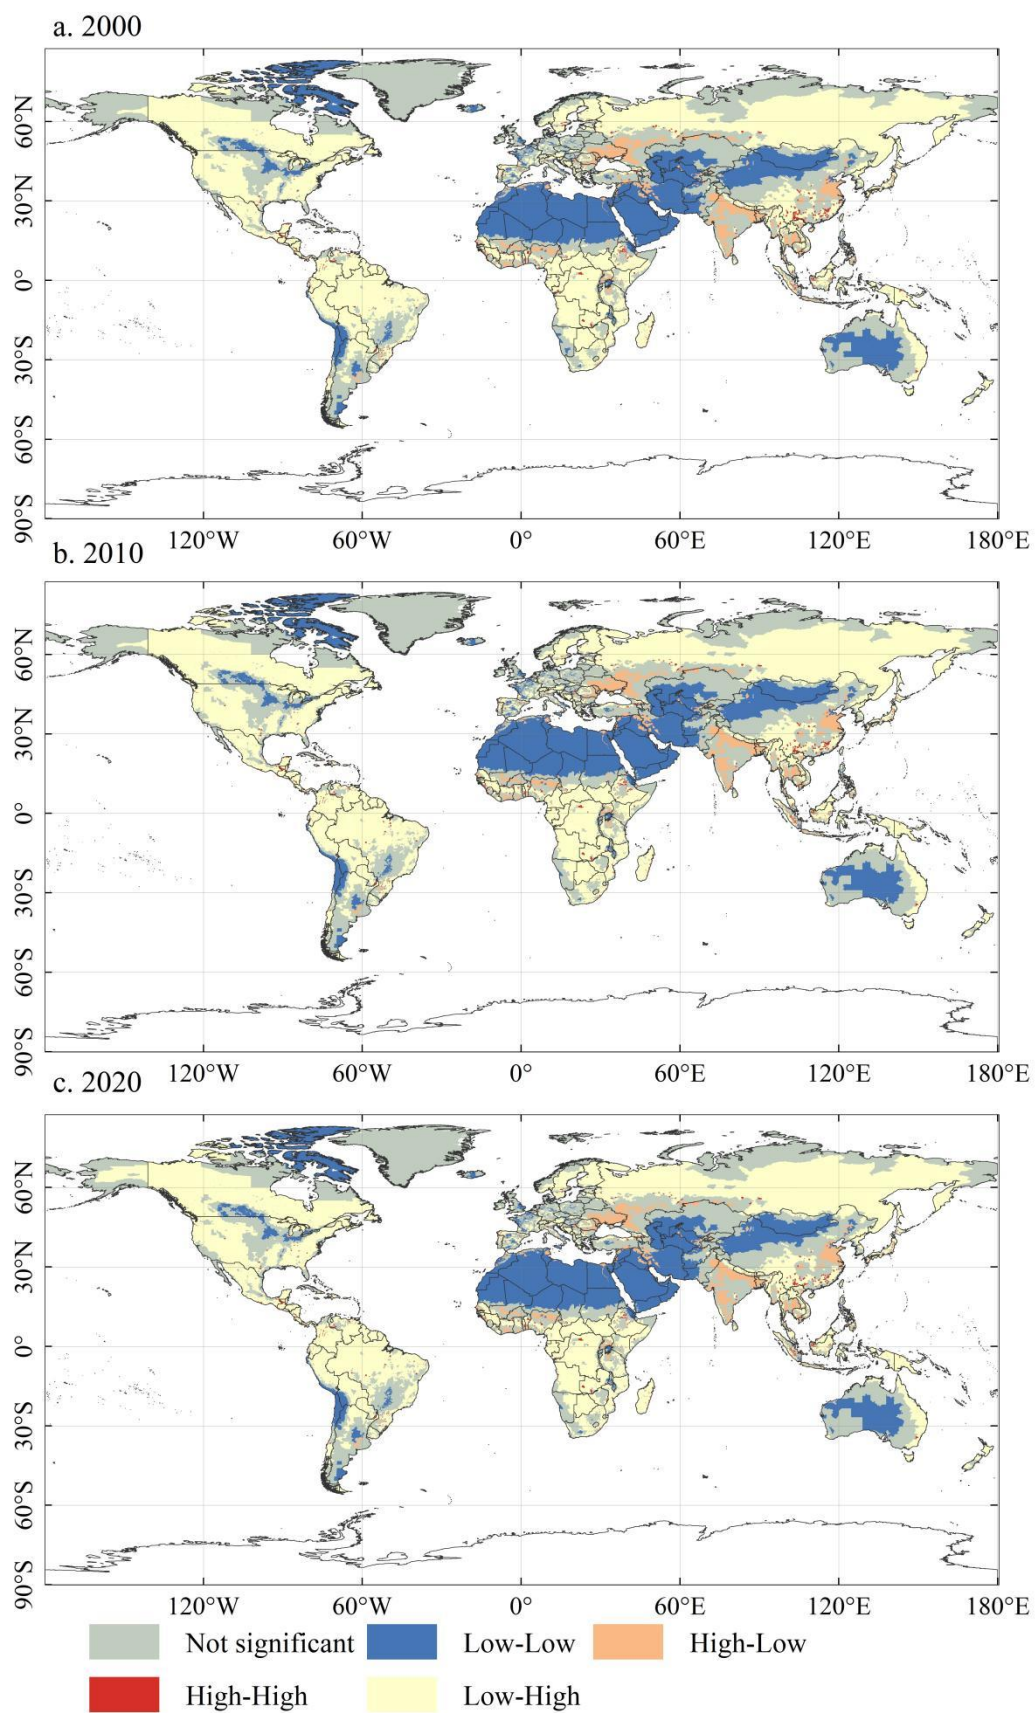 a. 2000
60°N
30°N
0°
30°S
60°S
90°S
120°W 60°W 0° 60°E 120°E 180°E
b. 2010
60°N
30°N
0°
30°S
60°S
90°S
120°W 60°W 0° 60°E 120°E 180°E
c. 2020
60°N
30°N
0°
30°S
60°S
90°S
120°W 60°W 0° 60°E 120°E 180°E
Not significant Low-Low High-Low
High-High Low-High